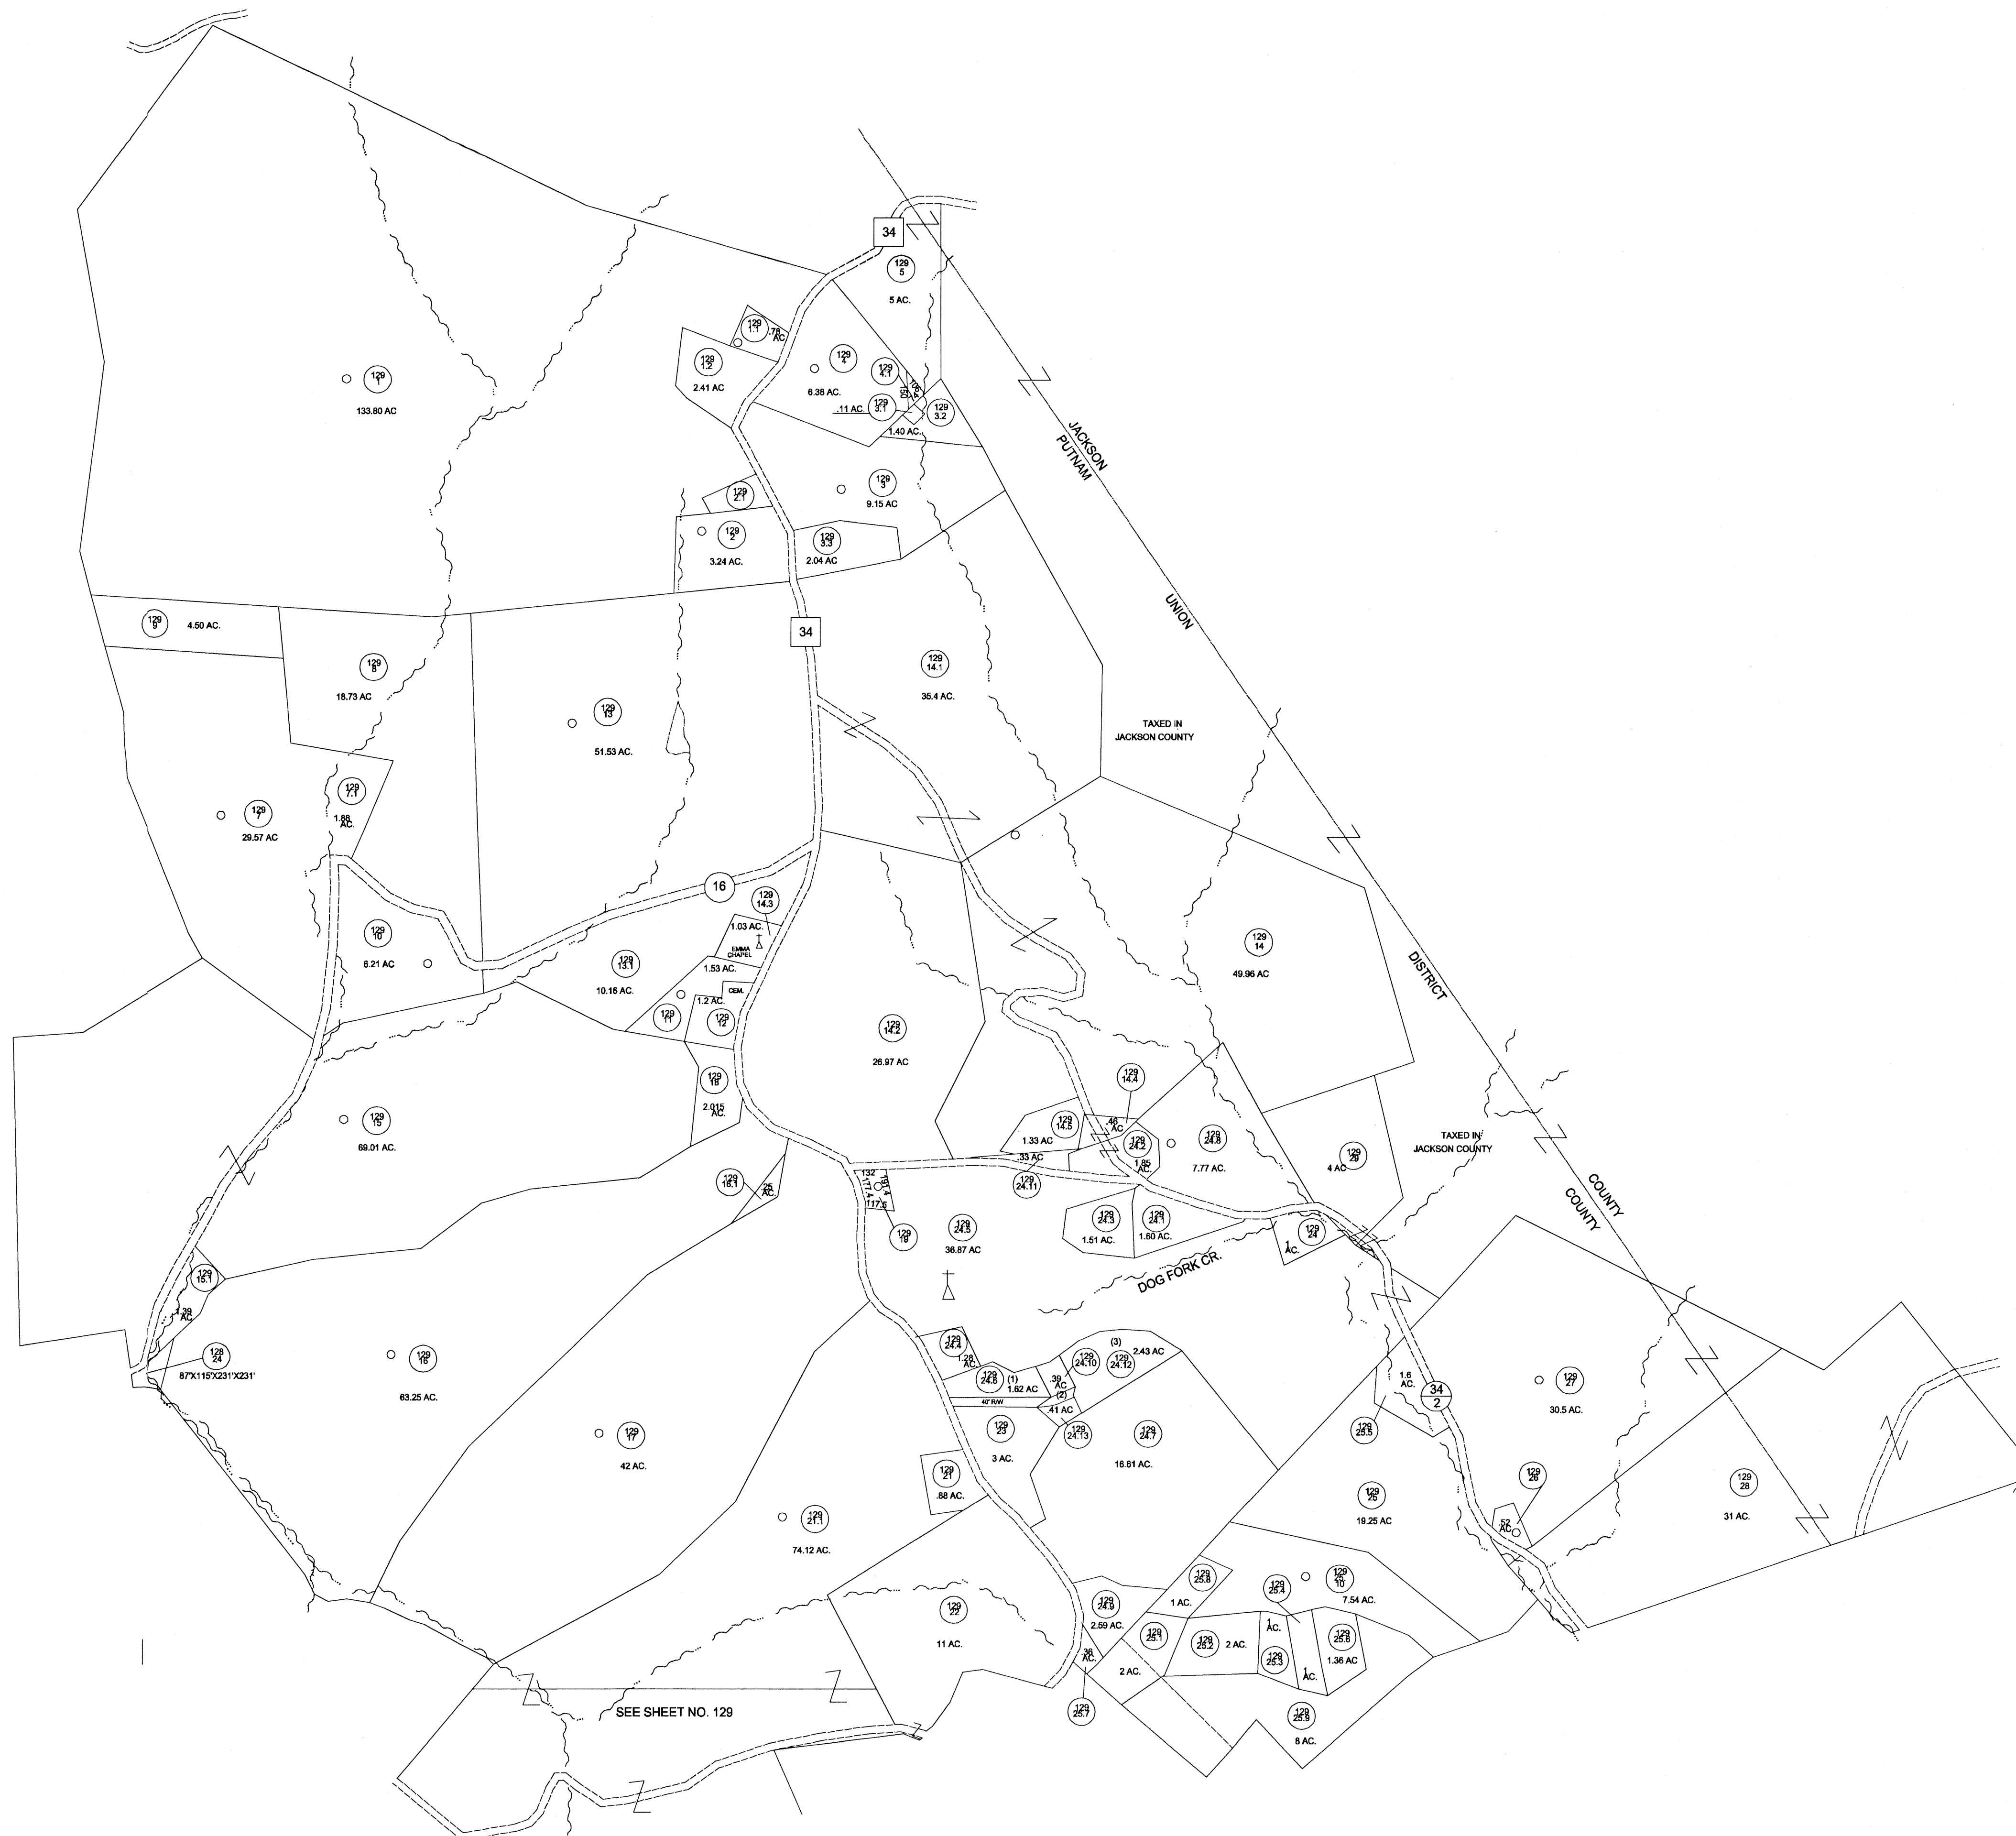 34
129
5
5 AC.
129
1.1
.78
AC
129
1.2
2.41 AC
129
4
6.38 AC.
129
4.1
106.4
150
129
1
133.80 AC
.11 AC.
129
3.1
129
3.2
1.40 AC.
JACKSON
PUTNAM
129
2.1
129
3
9.15 AC
129
2
3.24 AC.
129
3.3
2.04 AC
UNION
129
9
4.50 AC.
34
129
8
18.73 AC
129
14.1
35.4 AC.
129
13
51.53 AC.
TAXED IN
JACKSON COUNTY
129
7
29.57 AC
129
7.1
1.88
AC.
16
129
14.3
1.03 AC.
EMMA
CHAPEL
129
10
6.21 AC
129
13.1
10.16 AC.
1.53 AC.
CEM.
1.2 AC.
129
11
129
12
129
14
49.96 AC
DISTRICT
129
14.2
26.97 AC
129
18
2.015
AC.
129
14.4
.46
AC
129
15
69.01 AC.
129
14.5
1.33 AC
129
24.2
1.85
AC.
129
24.8
7.77 AC.
129
29
4 AC
TAXED IN
JACKSON COUNTY
.33 AC
129
24.11
129
16.1
.25
AC.
132
177.4
191.4
117.5
129
19
129
24.5
36.87 AC
129
24.3
1.51 AC.
129
24.1
1.60 AC.
129
24
1
AC.
COUNTY
COUNTY
DOG FORK CR.
129
15.1
1.39
AC
128
24
87'X115'X231'X231'
129
16
63.25 AC.
129
24.4
1.28
AC.
129
24.6
(1)
1.62 AC
40' R/W
129
24.10
.39
AC
(2)
.41 AC
129
24.13
(3)
129
24.12
2.43 AC
1.6
AC.
34
2
129
25.5
129
27
30.5 AC.
129
17
42 AC.
129
23
3 AC.
129
24.7
16.61 AC.
129
21
.88 AC.
129
25
19.25 AC
129
26
.52
AC
129
28
31 AC.
129
21.1
74.12 AC.
129
22
11 AC.
129
24.9
2.59 AC.
129
25.8
1 AC.
129
25.4
129
25.
10
7.54 AC.
129
25.1
2 AC.
129
25.2
2 AC.
1
AC.
129
25.3
1
AC.
129
25.6
1.36 AC
.36
AC.
129
25.7
129
25.9
8 AC.
SEE SHEET NO. 129